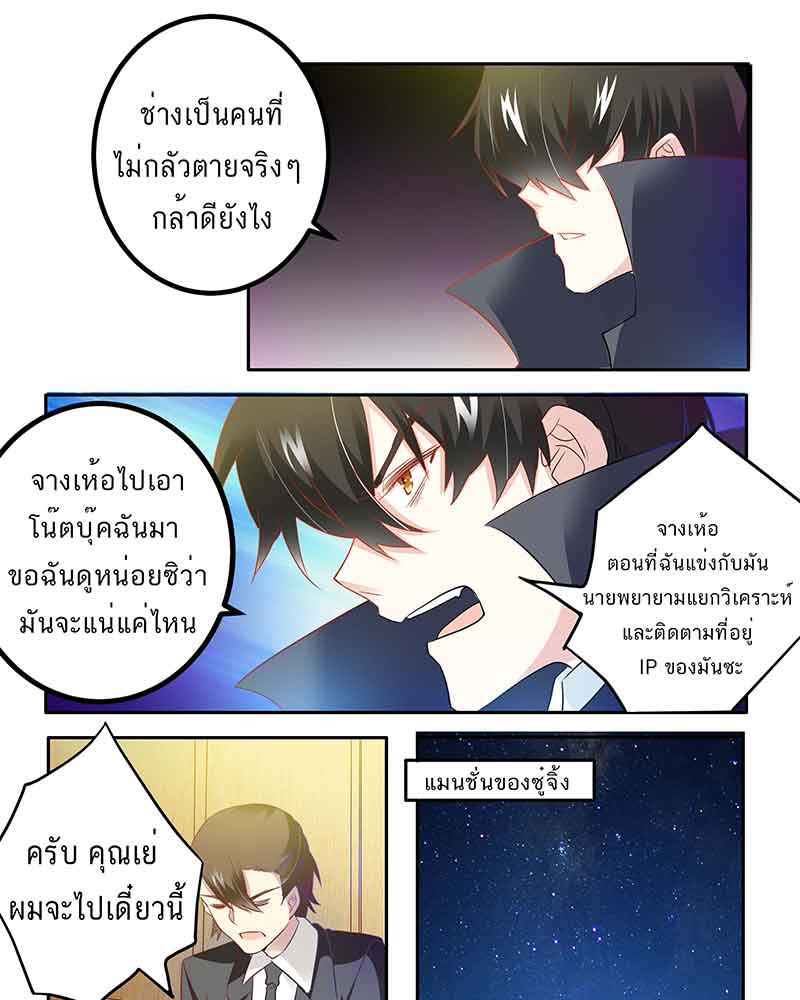 ช่างเป็นคนที่
ไม่กลัวตายจริงๆ
กล้าดียังไง
จางเห้อไปเอา
โน๊ตบุ๊คฉันมา
ขอฉันดูหน่อยซิว่า
มันจะแน่แค่ไหน
จางเห้อ
ตอนที่ฉันแข่งกับมัน
นายพยายามแยกวิเคราะห์
และติดตามที่อยู่
IP ของมันซะ
ครับ คุณเย่
ผมจะไปเดี๋ยวนี้
แมนชั่นของซู๋จิ้ง